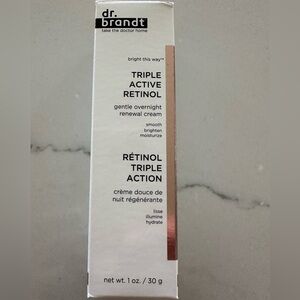 dr.
brandt
take the doctor home
bright this way™
TRIPLE
ACTIVE
RETINOL
gentle overnight
renewal cream
smooth
brighten
moisturize
RÉTINOL
TRIPLE
ACTION
crème douce de
nuit régénérante
lisse
illumine
hydrate
net wt. 1 oz. / 30 g